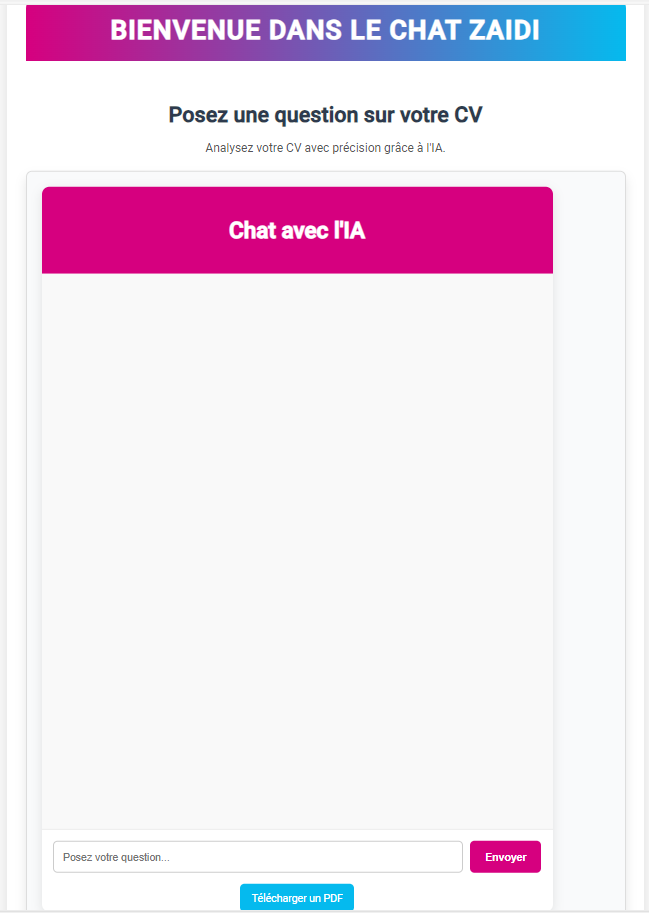 BIENVENUE DANS LE CHAT ZAIDI
Posez une question sur votre CV
Analysez votre CV avec précision grâce à l'IA.
Chat avec l'IA
Posez votre question...
Envoyer
Télécharger un PDF